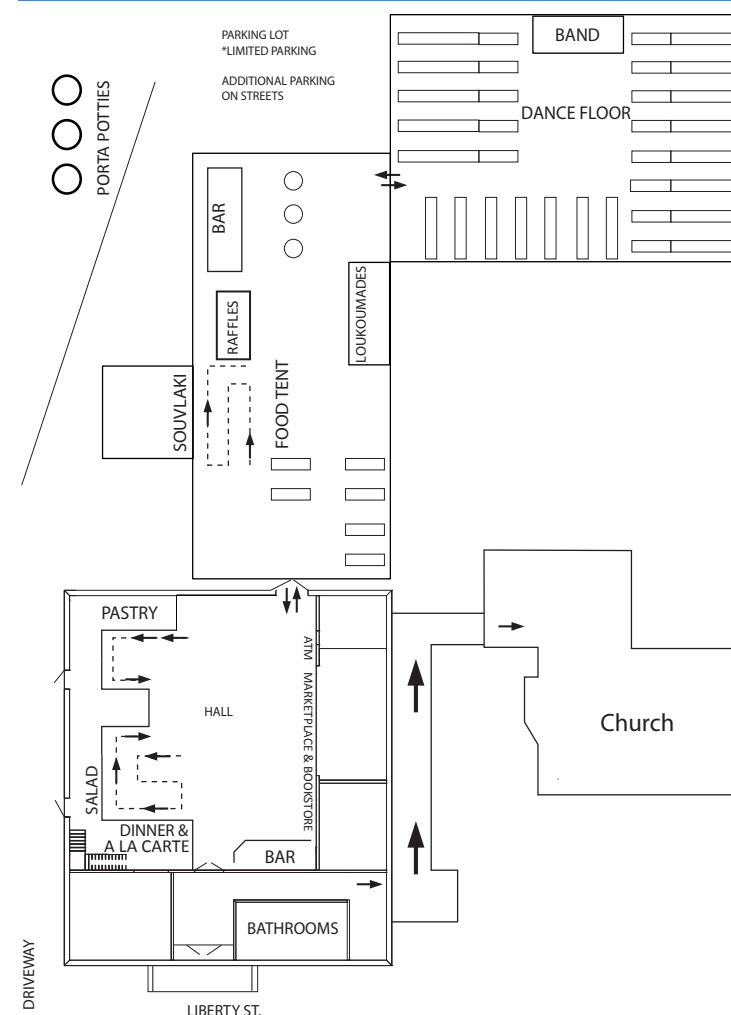 PARKING LOT
*LIMITED PARKING
ADDITIONAL PARKING
ON STREETS
BAND
DANCE FLOOR
PORTA POTTIES
BAR
RAFFLES
LOUKOUMADES
SOUVLAKI
FOOD TENT
PASTRY
HALL
ATM
MARKETPLACE & BOOKSTORE
Church
SALAD
DINNER &
A LA CARTE
BAR
BATHROOMS
DRIVEWAY
LIBERTY ST.